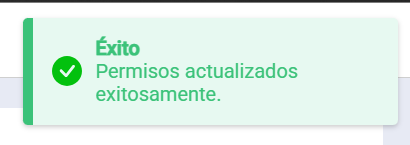 Éxito
Permisos actualizados
exitosamente.